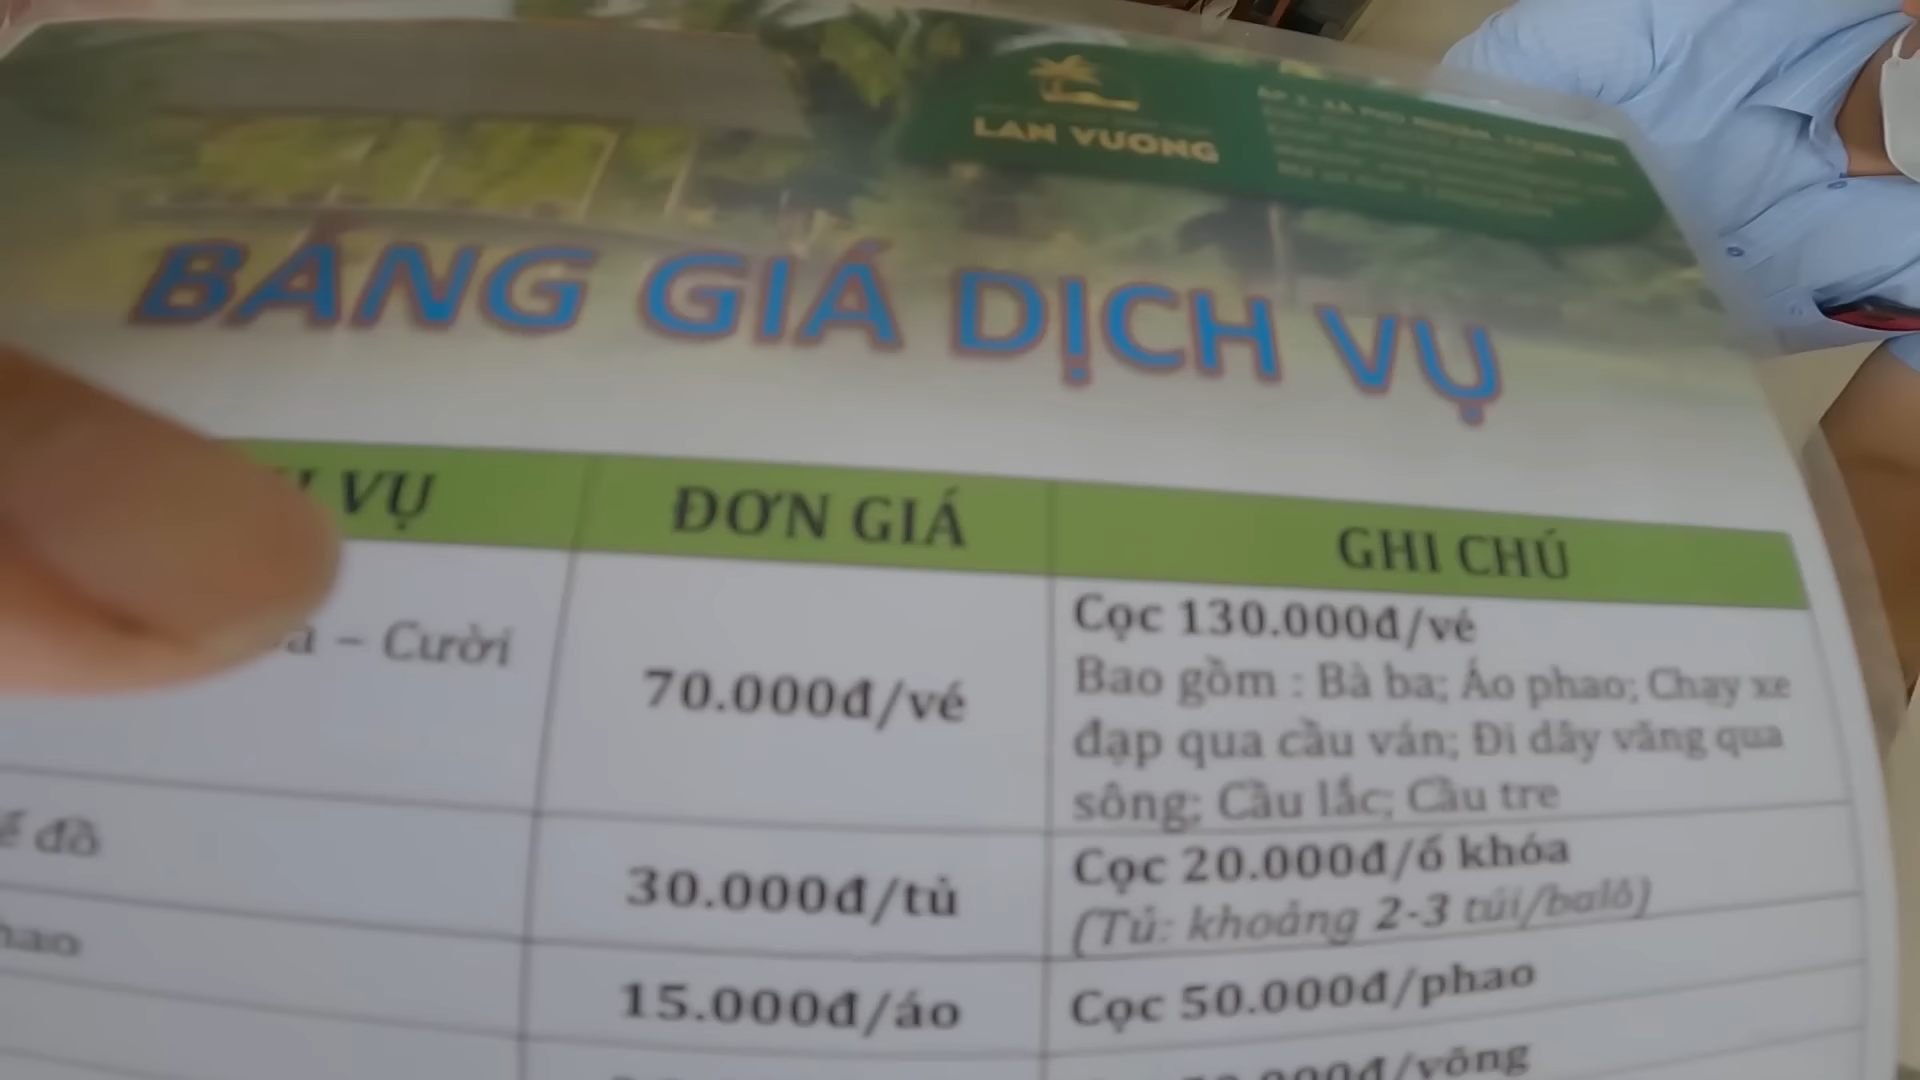 LAN VƯƠNG
BẢNG GIÁ DỊCH VỤ
VỤ
ĐƠN GIÁ
GHI CHÚ
– Cười
70.000đ/vé
Cọc 130.000đ/vé
Bao gồm : Bà ba; Áo phao; Chạy xe
đạp qua cầu ván; Đi dây văng qua
sông; Cầu lắc; Cầu tre
đồ
30.000đ/tủ
Cọc 20.000đ/ổ khóa
(Tủ: khoảng 2-3 túi/balô)
15.000đ/áo
Cọc 50.000đ/phao